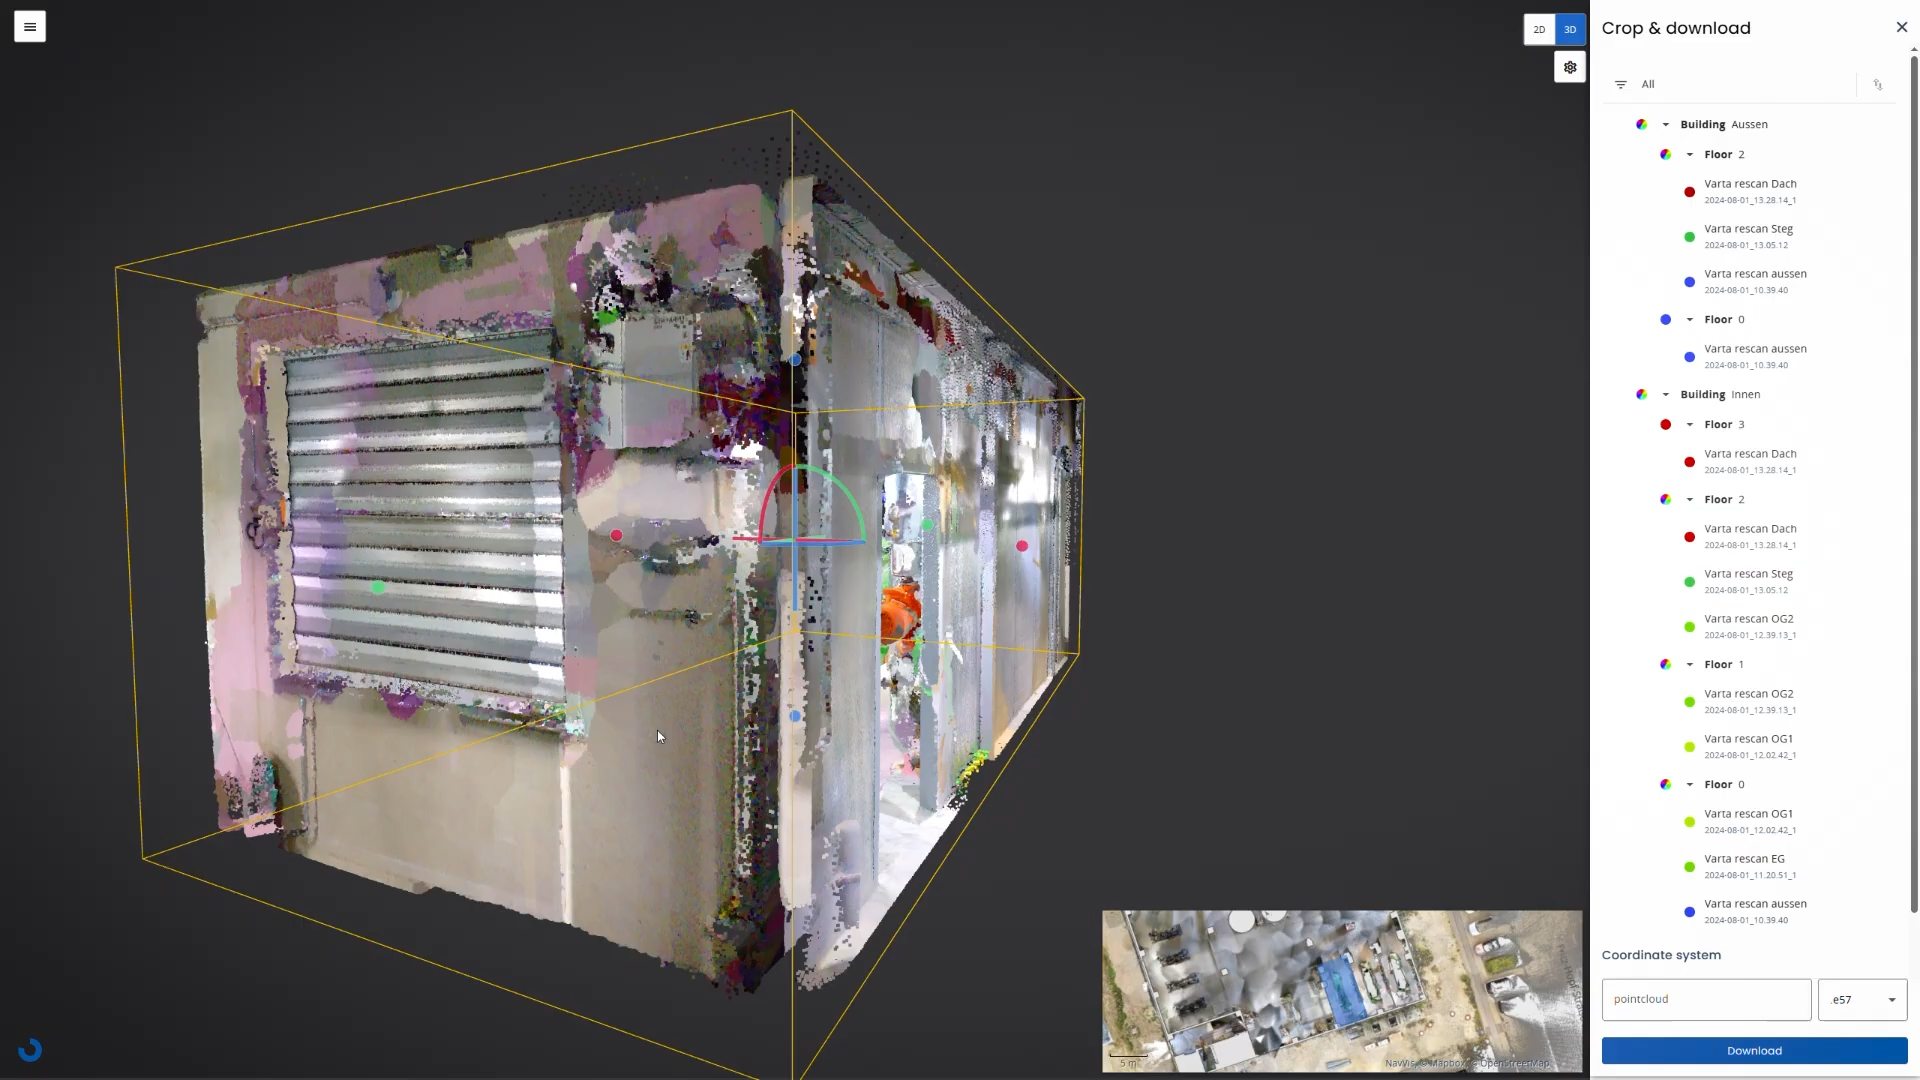 2D
3D
Crop & download
All
Building Aussen
Floor 2
Varta rescan Dach
2024-08-01_13.28.14_1
Varta rescan Steg
2024-08-01_13.05.12
Varta rescan aussen
2024-08-01_10.39.40
Floor 0
Varta rescan aussen
2024-08-01_10.39.40
Building Innen
Floor 3
Varta rescan Dach
2024-08-01_13.28.14_1
Floor 2
Varta rescan Dach
2024-08-01_13.28.14_1
Varta rescan Steg
2024-08-01_13.05.12
Varta rescan OG2
2024-08-01_12.39.13_1
Floor 1
Varta rescan OG2
2024-08-01_12.39.13_1
Varta rescan OG1
2024-08-01_12.02.42_1
Floor 0
Varta rescan OG1
2024-08-01_12.02.42_1
Varta rescan EG
2024-08-01_11.20.51_1
Varta rescan aussen
2024-08-01_10.39.40
Coordinate system
pointcloud
.e57
Download
5 m
NavVis, © Mapbox, © OpenStreetMap